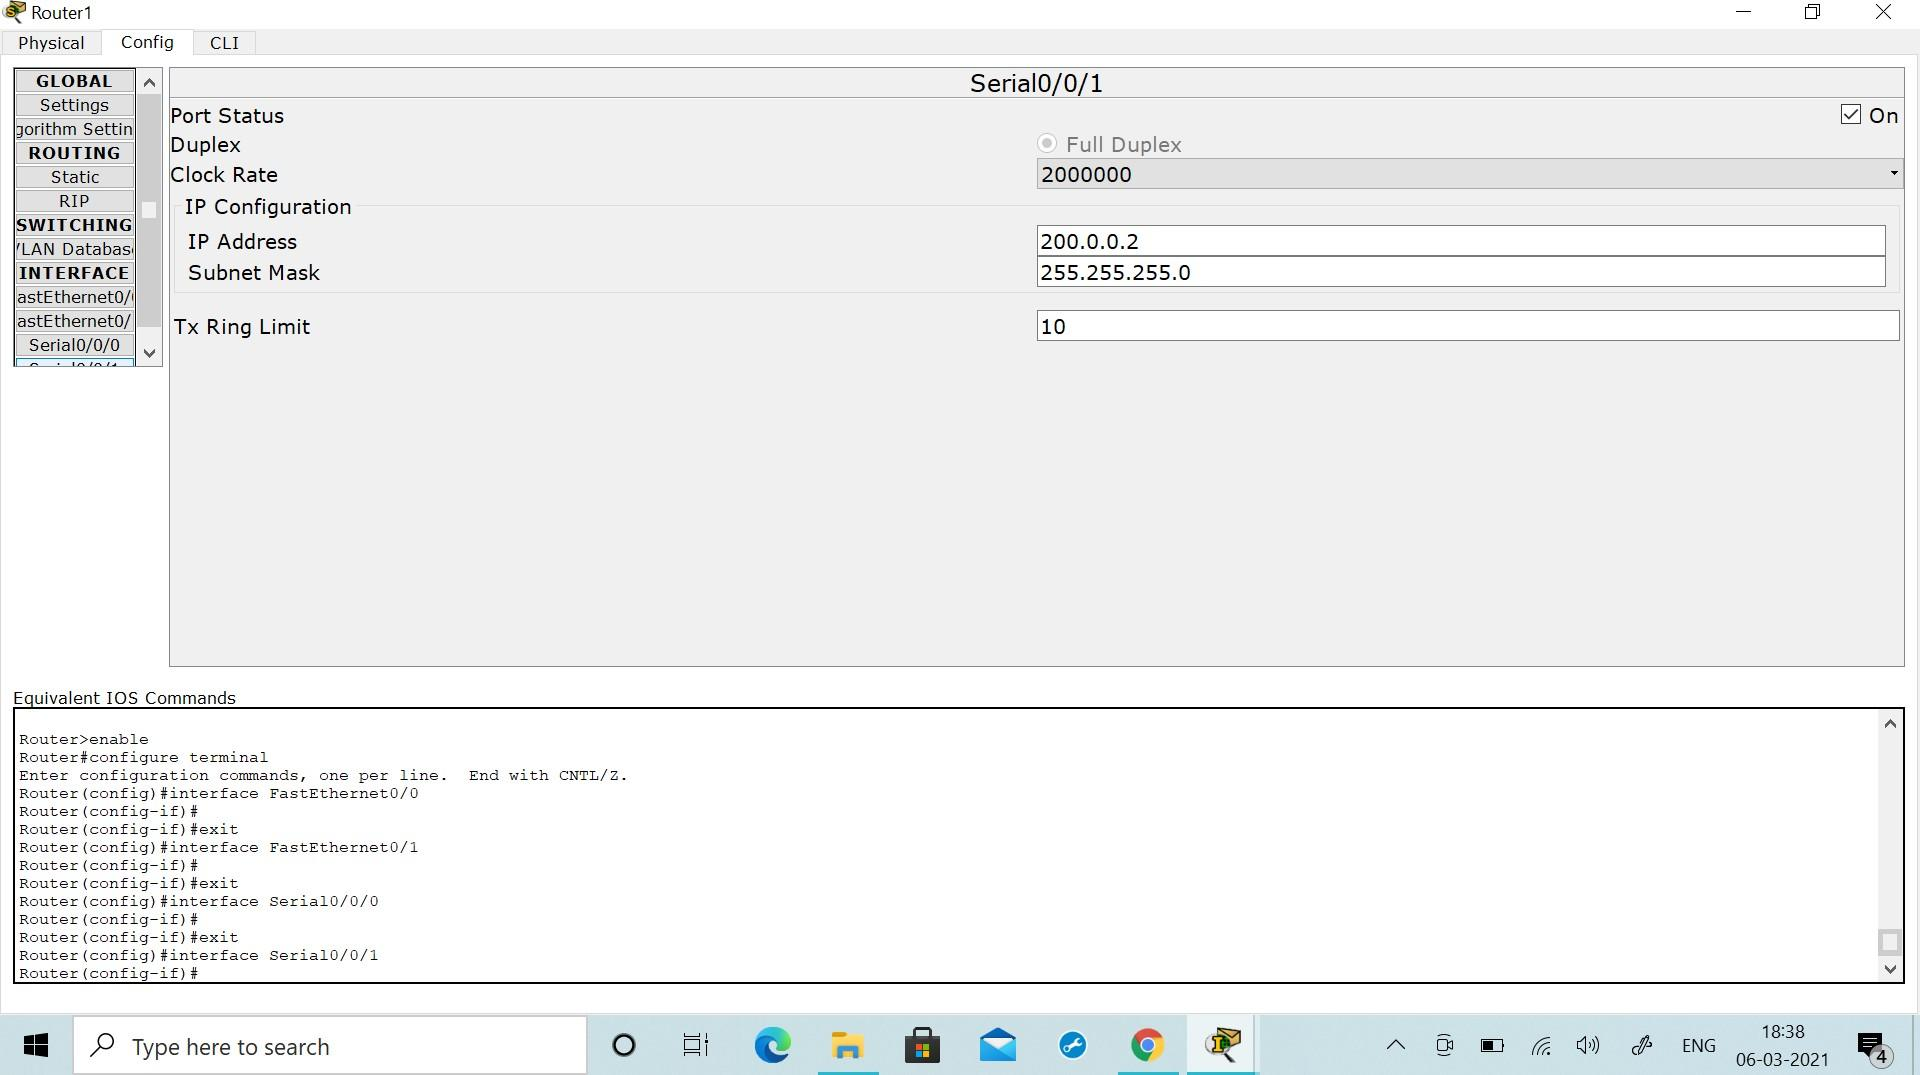 Router1
Physical Config CLI
GLOBAL
Settings
gorithm Settin
ROUTING
Static
RIP
SWITCHING
VLAN Databas
INTERFACE
astEthernet0/
astEthernet0/
Serial0/0/0
Serial0/0/1
Serial0/0/1
Port Status On
Duplex Full Duplex
Clock Rate 2000000
IP Configuration
IP Address 200.0.0.2
Subnet Mask 255.255.255.0
Tx Ring Limit 10
Equivalent IOS Commands
Router>enable
Router#configure terminal
Enter configuration commands, one per line.  End with CNTL/Z.
Router(config)#interface FastEthernet0/0
Router(config-if)#
Router(config-if)#exit
Router(config)#interface FastEthernet0/1
Router(config-if)#
Router(config-if)#exit
Router(config)#interface Serial0/0/0
Router(config-if)#
Router(config-if)#exit
Router(config)#interface Serial0/0/1
Router(config-if)#
Type here to search
ENG
18:38
06-03-2021
4